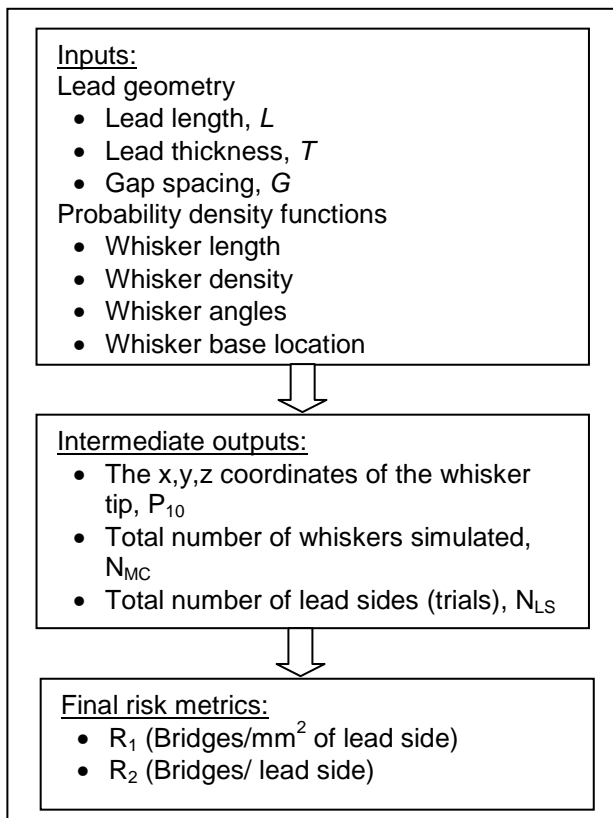 Inputs:
Lead geometry
• Lead length, L
• Lead thickness, T
• Gap spacing, G
Probability density functions
• Whisker length
• Whisker density
• Whisker angles
• Whisker base location
Intermediate outputs:
• The x,y,z coordinates of the whisker
tip, P₁₀
• Total number of whiskers simulated,
N_MC
• Total number of lead sides (trials), N_LS
Final risk metrics:
• R₁ (Bridges/mm² of lead side)
• R₂ (Bridges/ lead side)